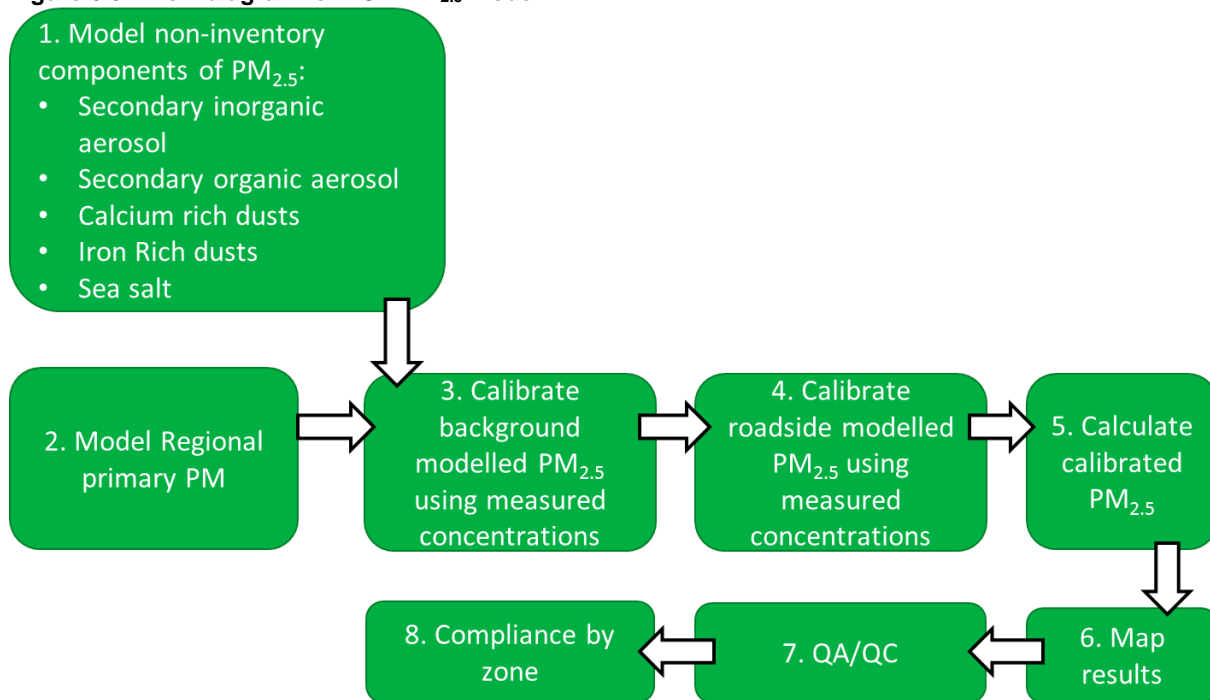 1. Model non-inventory
components of PM2.5:
• Secondary inorganic
aerosol
• Secondary organic aerosol
• Calcium rich dusts
• Iron Rich dusts
• Sea salt
2. Model Regional
primary PM
3. Calibrate
background
modelled PM2.5
using measured
concentrations
4. Calibrate
roadside modelled
PM2.5 using
measured
concentrations
5. Calculate
calibrated
PM2.5
6. Map
results
7. QA/QC
8. Compliance by
zone